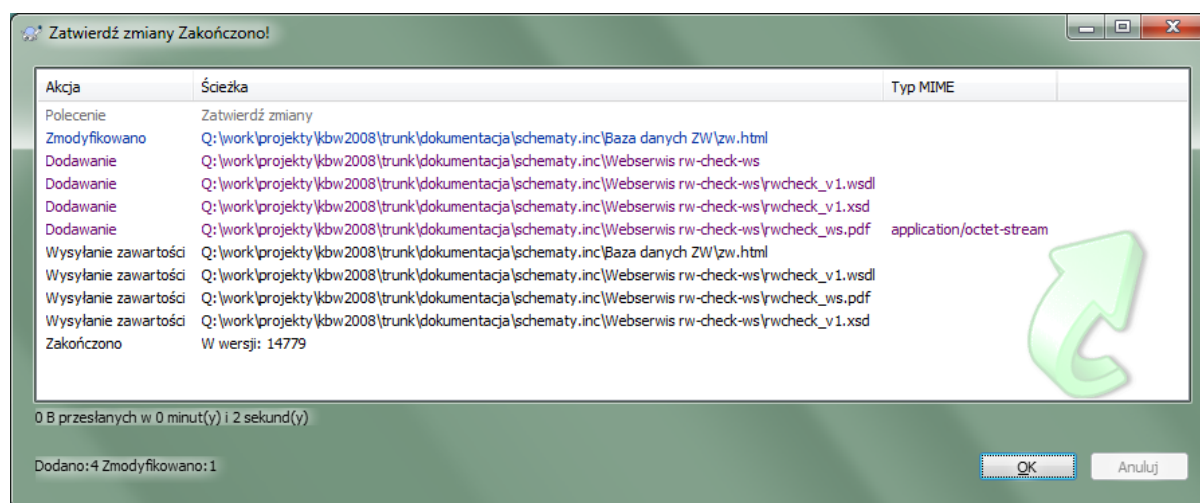 Zatwierdź zmiany Zakończono!
Akcja Ścieżka Typ MIME
Polecenie Zatwierdź zmiany
Zmodyfikowano Q:\work\projekty\kbw2008\trunk\dokumentacja\schematy.inc\Baza danych ZW\zw.html
Dodawanie Q:\work\projekty\kbw2008\trunk\dokumentacja\schematy.inc\Webserwis rw-check-ws
Dodawanie Q:\work\projekty\kbw2008\trunk\dokumentacja\schematy.inc\Webserwis rw-check-ws\rwcheck_v1.wsdl
Dodawanie Q:\work\projekty\kbw2008\trunk\dokumentacja\schematy.inc\Webserwis rw-check-ws\rwcheck_v1.xsd
Dodawanie Q:\work\projekty\kbw2008\trunk\dokumentacja\schematy.inc\Webserwis rw-check-ws\rwcheck_ws.pdf application/octet-stream
Wysyłanie zawartości Q:\work\projekty\kbw2008\trunk\dokumentacja\schematy.inc\Baza danych ZW\zw.html
Wysyłanie zawartości Q:\work\projekty\kbw2008\trunk\dokumentacja\schematy.inc\Webserwis rw-check-ws\rwcheck_v1.wsdl
Wysyłanie zawartości Q:\work\projekty\kbw2008\trunk\dokumentacja\schematy.inc\Webserwis rw-check-ws\rwcheck_ws.pdf
Wysyłanie zawartości Q:\work\projekty\kbw2008\trunk\dokumentacja\schematy.inc\Webserwis rw-check-ws\rwcheck_v1.xsd
Zakończono W wersji: 14779
0 B przesłanych w 0 minut(y) i 2 sekund(y)
Dodano:4 Zmodyfikowano:1
OK Anuluj